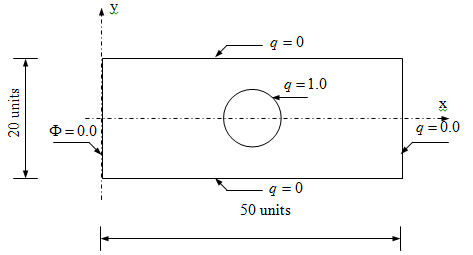 y
q = 0
q = 1.0
x
20 units
Φ = 0.0
q = 0.0
q = 0
50 units